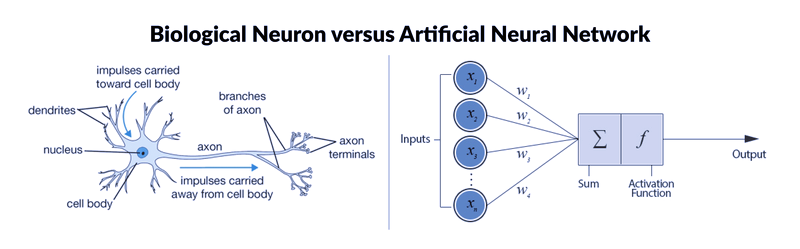 Biological Neuron versus Artificial Neural Network
impulses carried
toward cell body
dendrites
nucleus
cell body
branches
of axon
axon
axon
terminals
impulses carried
away from cell body
Inputs
x₁
x₂
x₃
xₙ
w₁
w₂
w₃
w₄
Σ
f
Sum
Activation
Function
Output